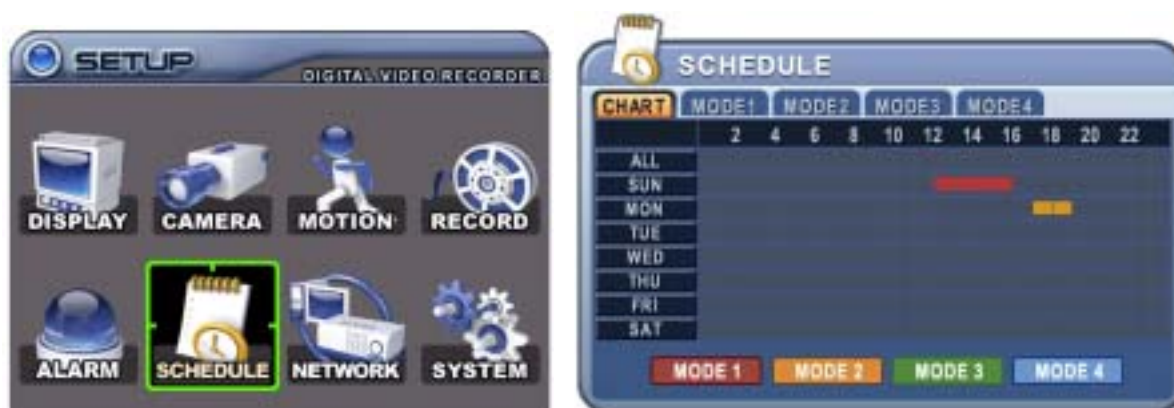 SETUP
DIGITAL VIDEO RECORDER
DISPLAY CAMERA MOTION RECORD
ALARM SCHEDULE NETWORK SYSTEM
SCHEDULE
CHART MODE1 MODE2 MODE3 MODE4
2 4 6 8 10 12 14 16 18 20 22
ALL
SUN
MON
TUE
WED
THU
FRI
SAT
MODE 1 MODE 2 MODE 3 MODE 4